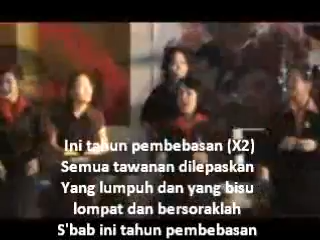 Ini tahun pembebasan (X2)
Semua tawanan dilepaskan
Yang lumpuh dan yang bisu
lompat dan bersoraklah
S'bab ini tahun pembebasan